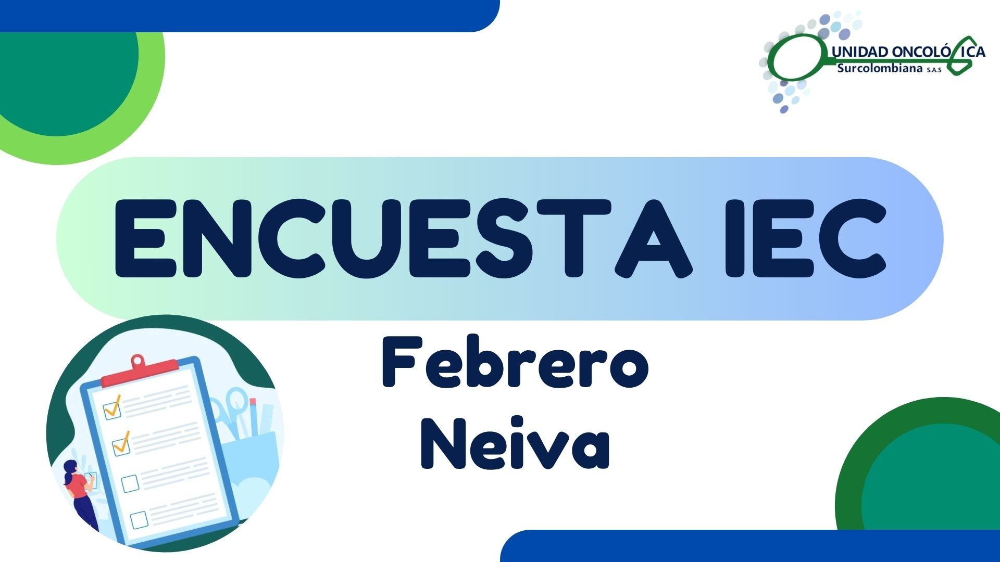 UNIDAD ONCOLÓGICA
Surcolombiana S.A.S
ENCUESTA IEC
Febrero
Neiva